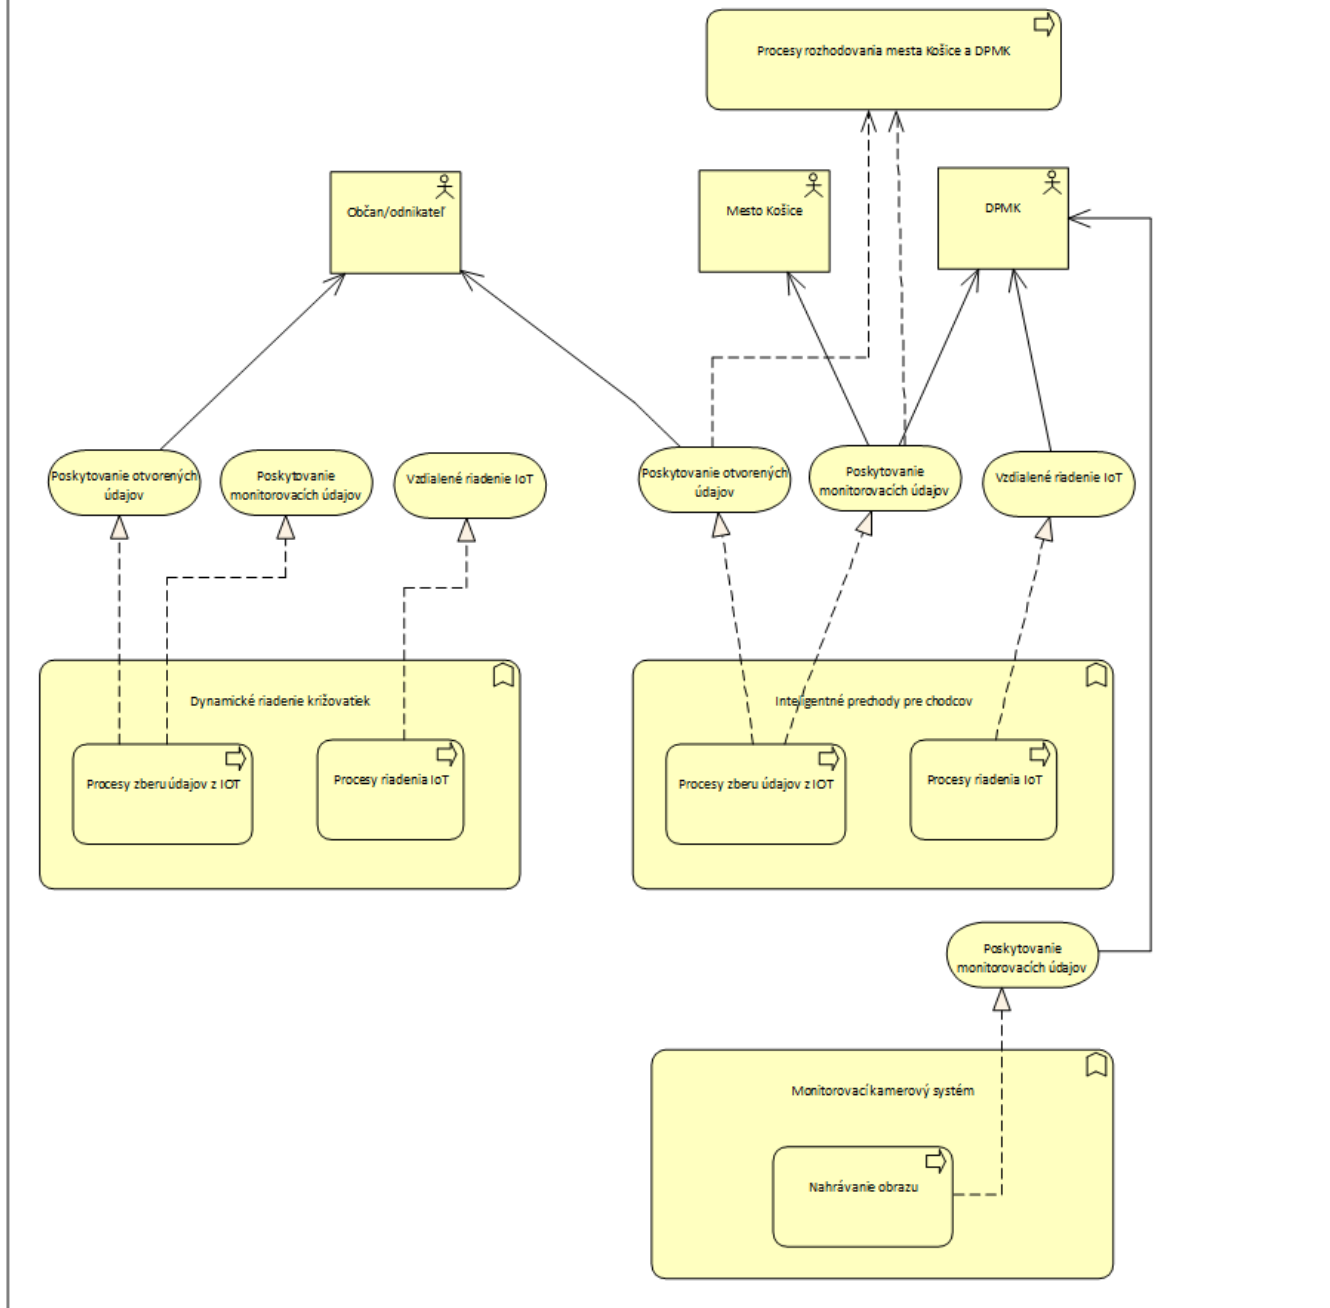 Procesy rozhodovania mesta Košice a DPMK
Občan/odnikateľ
Mesto Košice
DPMK
Poskytovanie otvorených
údajov
Poskytovanie
monitorovacích údajov
Vzdialené riadenie IoT
Poskytovanie otvorených
údajov
Poskytovanie
monitorovacích údajov
Vzdialené riadenie IoT
Dynamické riadenie križovatiek
Procesy zberu údajov z IOT
Procesy riadenia IoT
Inteligentné prechody pre chodcov
Procesy zberu údajov z IOT
Procesy riadenia IoT
Poskytovanie
monitorovacích údajov
Monitorovací kamerový systém
Nahrávanie obrazu